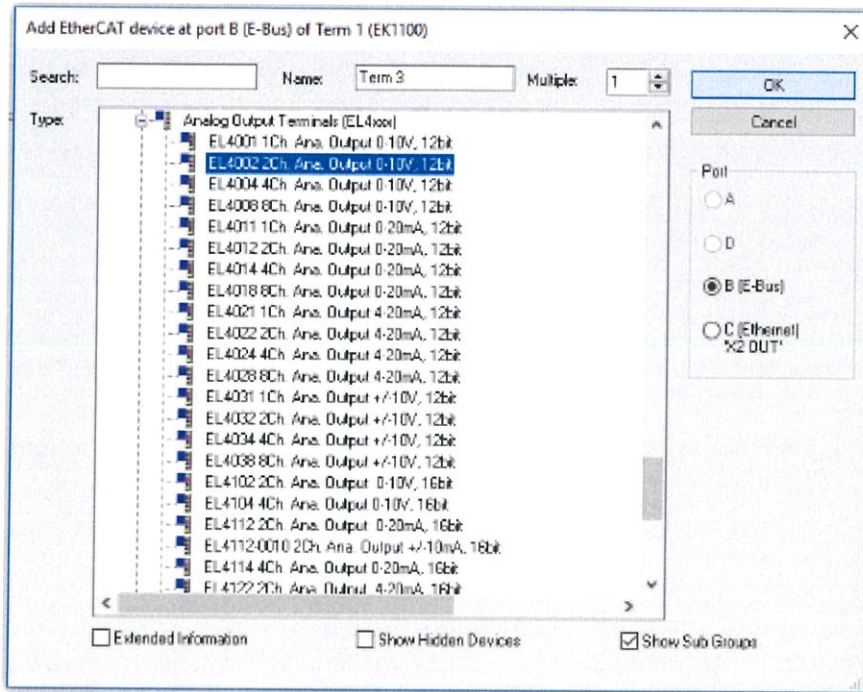 Add EtherCAT device at port B (E-Bus) of Term 1 (EK1100)
Search:
Name:
Term 3
Multiple:
1
OK
Type:
Analog Output Terminals (EL4xxx)
Cancel
EL4001 1Ch. Ana. Output 0-10V, 12bit
EL4002 2Ch. Ana. Output 0-10V, 12bit
EL4004 4Ch. Ana. Output 0-10V, 12bit
EL4008 8Ch. Ana. Output 0-10V, 12bit
EL4011 1Ch. Ana. Output 0-20mA, 12bit
EL4012 2Ch. Ana. Output 0-20mA, 12bit
EL4014 4Ch. Ana. Output 0-20mA, 12bit
EL4018 8Ch. Ana. Output 0-20mA, 12bit
EL4021 1Ch. Ana. Output 4-20mA, 12bit
EL4022 2Ch. Ana. Output 4-20mA, 12bit
EL4024 4Ch. Ana. Output 4-20mA, 12bit
EL4028 8Ch. Ana. Output 4-20mA, 12bit
EL4031 1Ch. Ana. Output +/-10V, 12bit
EL4032 2Ch. Ana. Output +/-10V, 12bit
EL4034 4Ch. Ana. Output +/-10V, 12bit
EL4038 8Ch. Ana. Output +/-10V, 12bit
EL4102 2Ch. Ana. Output 0-10V, 16bit
EL4104 4Ch. Ana. Output 0-10V, 16bit
EL4112 2Ch. Ana. Output 0-20mA, 16bit
EL4112-0010 2Ch. Ana. Output +/-10mA, 16bit
EL4114 4Ch. Ana. Output 0-20mA, 16bit
EL4122 2Ch. Ana. Output 4-20mA, 16bit
Port
A
D
B (E-Bus)
C (Ethernet)
'X2 OUT'
Extended Information
Show Hidden Devices
Show Sub Groups